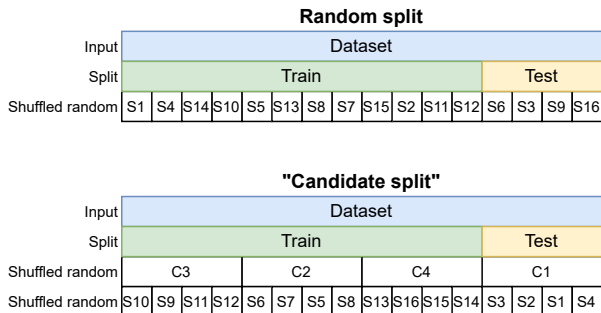 Random split
Input Dataset
Split Train Test
Shuffled random S1 S4 S14 S10 S5 S13 S8 S7 S15 S2 S11 S12 S6 S3 S9 S16
"Candidate split"
Input Dataset
Split Train Test
Shuffled random C3 C2 C4 C1
Shuffled random S10 S9 S11 S12 S6 S7 S5 S8 S13 S16 S15 S14 S3 S2 S1 S4